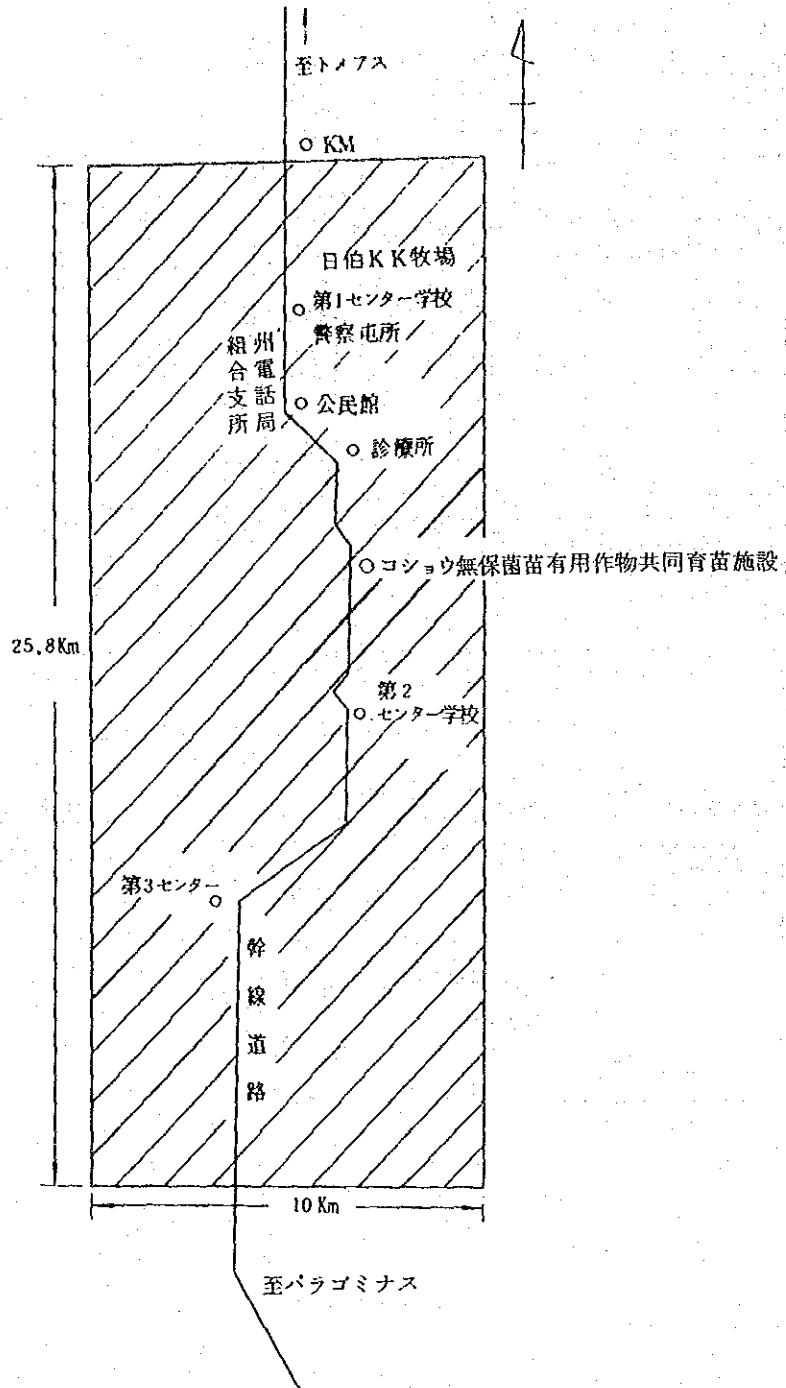 至トメアス
KM
日伯KK牧場
第1センター学校
警察屯所
州電話局
組合支所
公民館
診療所
コショウ無保菌苗有用作物共同育苗施設
25.8Km
第2
センター学校
第3センター
幹線道路
10Km
至パラゴミナス